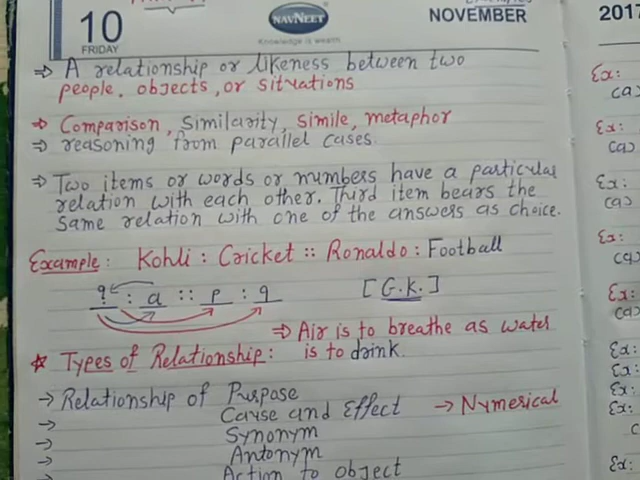 10
FRIDAY
NAVNEET
Knowledge is wealth
NOVEMBER
2017
⇒ A relationship or likeness between two
people, objects, or situations
⇒ Comparison, Similarity, simile, metaphor
⇒ reasoning from parallel cases.
⇒ Two items or words or numbers have a particular
relation with each other. Third item bears the
same relation with one of the answers as choice.
Example: Kohli : Cricket :: Ronaldo : Football
? : a :: p : q [G.K.]
⇒ Air is to breathe as water
is to drink.
* Types of Relationship:
→ Relationship of Purpose
→ Cause and Effect → Nymerical
→ Synonym
→ Antonym
Action to object
Ex:
(a)
Ex:
(a)
Ex:
(a)
Ex:
(a)
Ex:
(a)
Ex:
Ex:
Ex:
Ex:
Ex: